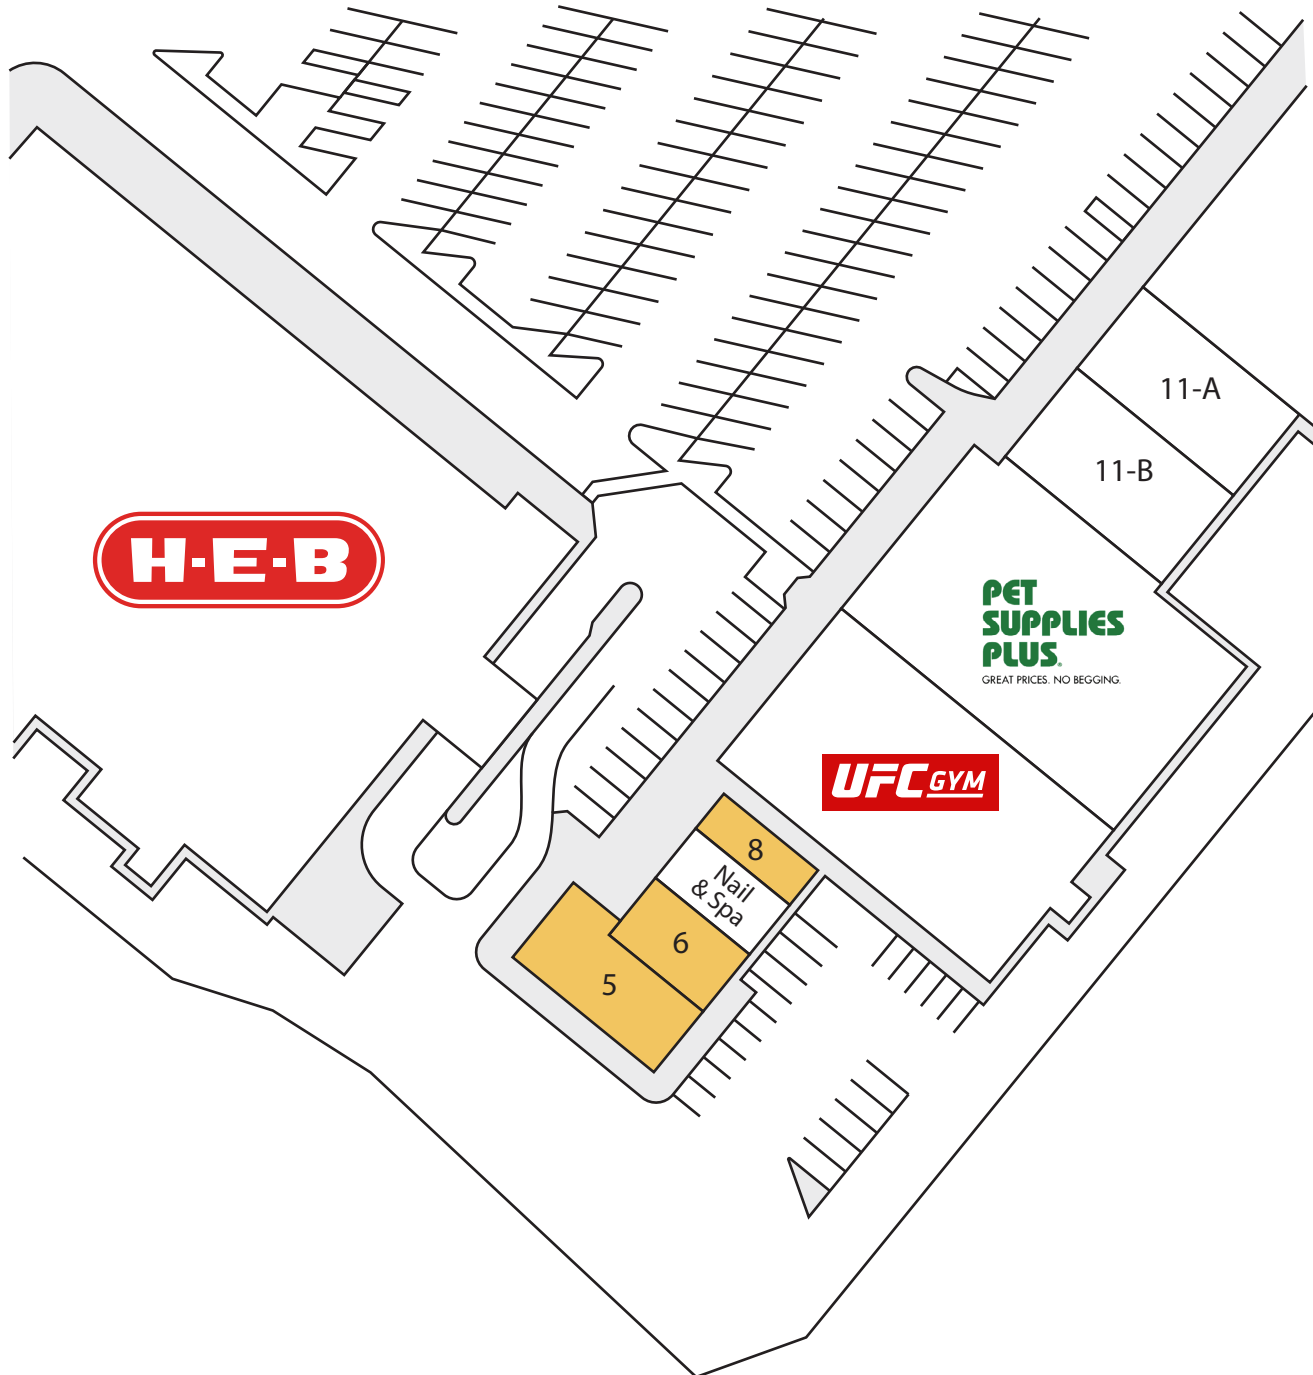 11-A
11-B
H-E-B
PET
SUPPLIES
PLUS.
GREAT PRICES. NO BEGGING.
UFC GYM
8
Nail
& Spa
6
5